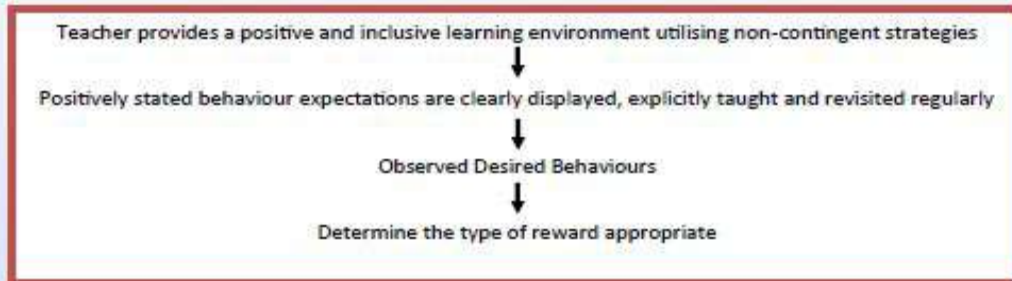 Teacher provides a positive and inclusive learning environment utilising non-contingent strategies
Positively stated behaviour expectations are clearly displayed, explicitly taught and revisited regularly
Observed Desired Behaviours
Determine the type of reward appropriate